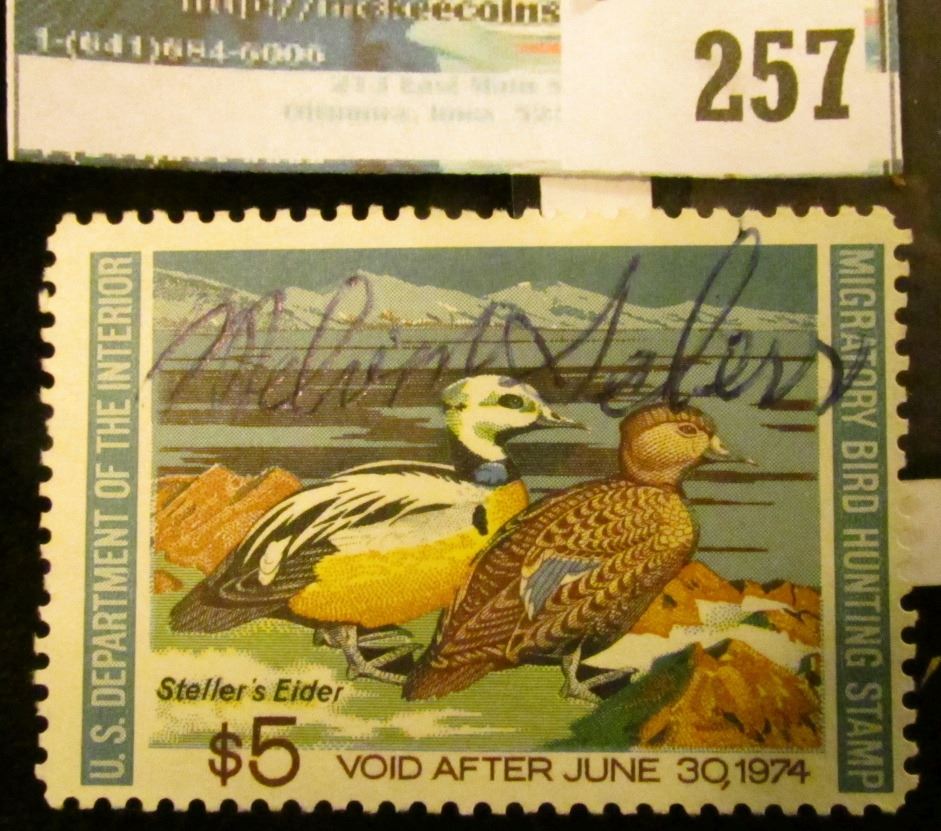 1-(641)684-5006
257
U.S. DEPARTMENT OF THE INTERIOR
MIGRATORY BIRD HUNTING STAMP
Steller's Eider
$5 VOID AFTER JUNE 30, 1974